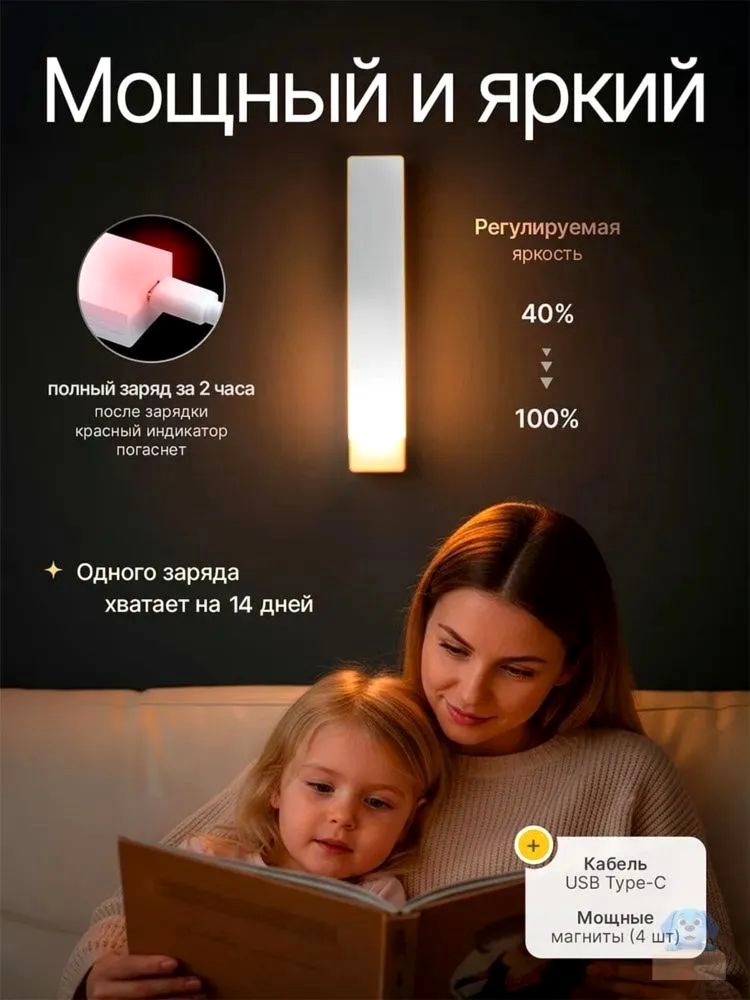 Мощный и яркий
Регулируемая
яркость
40%
100%
полный заряд за 2 часа
после зарядки
красный индикатор
погаснет
Одного заряда
хватает на 14 дней
+
Кабель
USB Type-C
Мощные
магниты (4 шт)